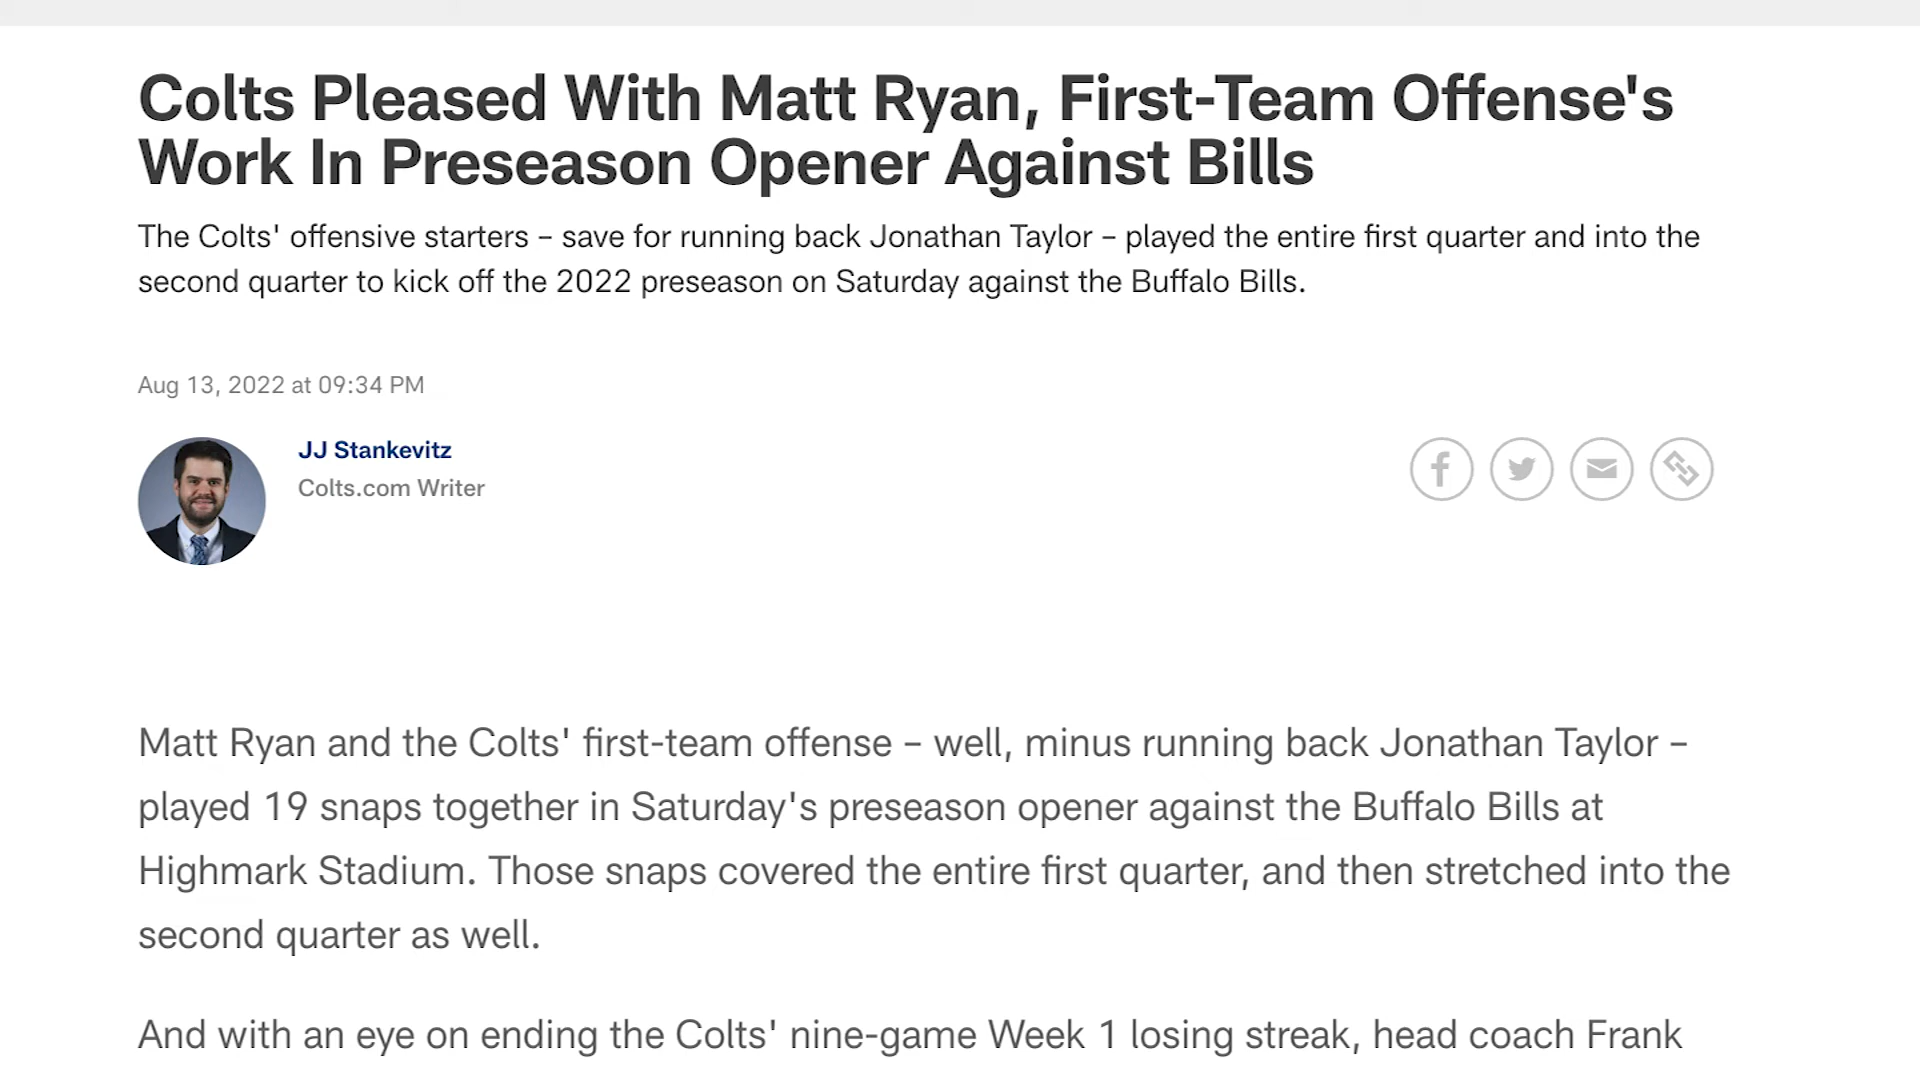 Colts Pleased With Matt Ryan, First-Team Offense's
Work In Preseason Opener Against Bills
The Colts' offensive starters – save for running back Jonathan Taylor – played the entire first quarter and into the
second quarter to kick off the 2022 preseason on Saturday against the Buffalo Bills.
Aug 13, 2022 at 09:34 PM
JJ Stankevitz
Colts.com Writer
Matt Ryan and the Colts' first-team offense – well, minus running back Jonathan Taylor –
played 19 snaps together in Saturday's preseason opener against the Buffalo Bills at
Highmark Stadium. Those snaps covered the entire first quarter, and then stretched into the
second quarter as well.
And with an eye on ending the Colts' nine-game Week 1 losing streak, head coach Frank